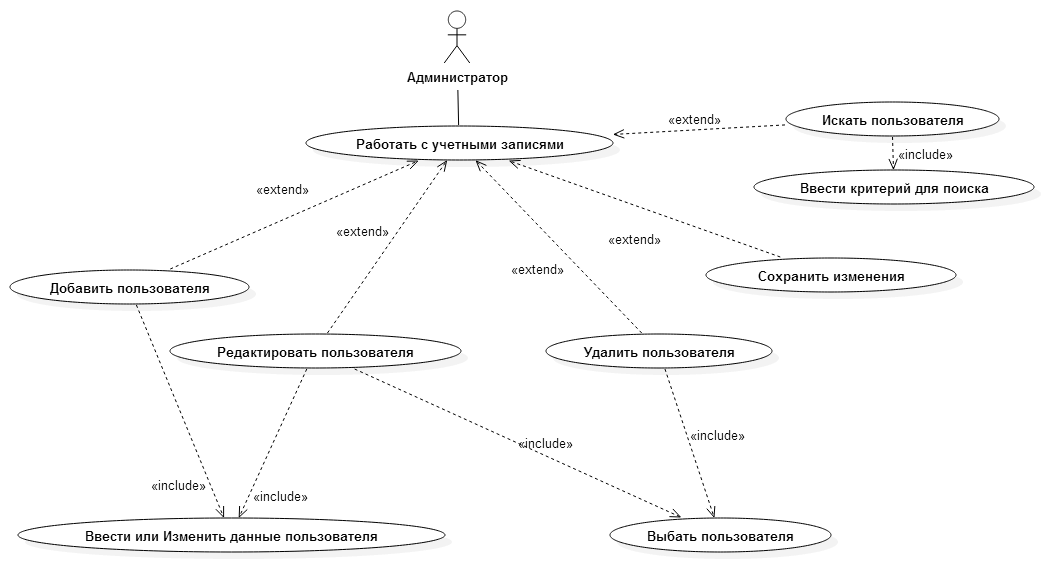 Администратор
«extend»
Искать пользователя
Работать с учетными записями
«include»
Ввести критерий для поиска
«extend»
«extend»
«extend»
«extend»
Добавить пользователя
Сохранить изменения
Редактировать пользователя
Удалить пользователя
«include»
«include»
«include»
«include»
Ввести или Изменить данные пользователя
Выбать пользователя